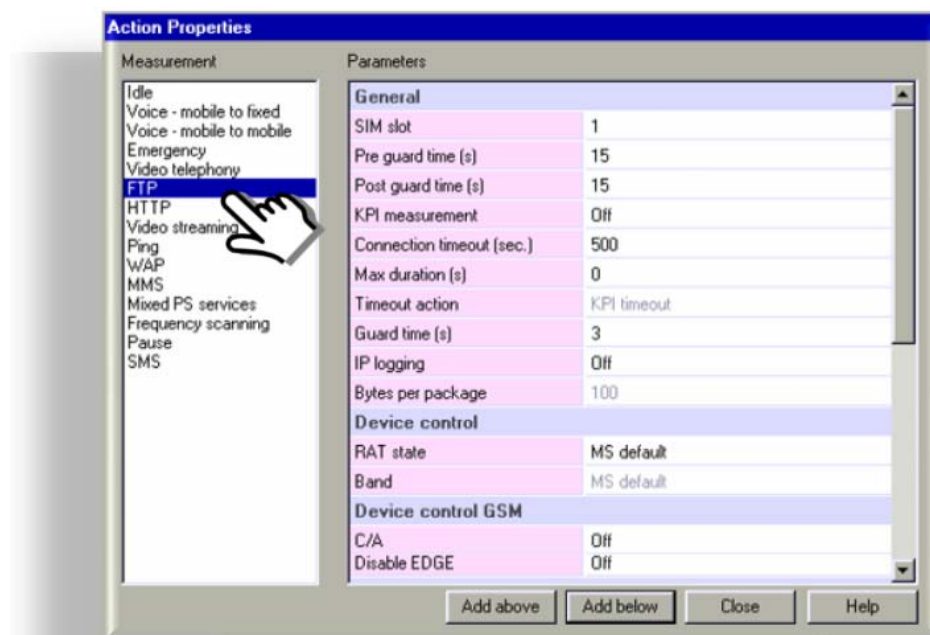 Action Properties
Measurement
Idle
Voice - mobile to fixed
Voice - mobile to mobile
Emergency
Video telephony
FTP
HTTP
Video streaming
Ping
WAP
MMS
Mixed PS services
Frequency scanning
Pause
SMS
Parameters
General
SIM slot 1
Pre guard time (s) 15
Post guard time (s) 15
KPI measurement Off
Connection timeout (sec.) 500
Max duration (s) 0
Timeout action KPI timeout
Guard time (s) 3
IP logging Off
Bytes per package 100
Device control
RAT state MS default
Band MS default
Device control GSM
C/A Off
Disable EDGE Off
Add above Add below Close Help